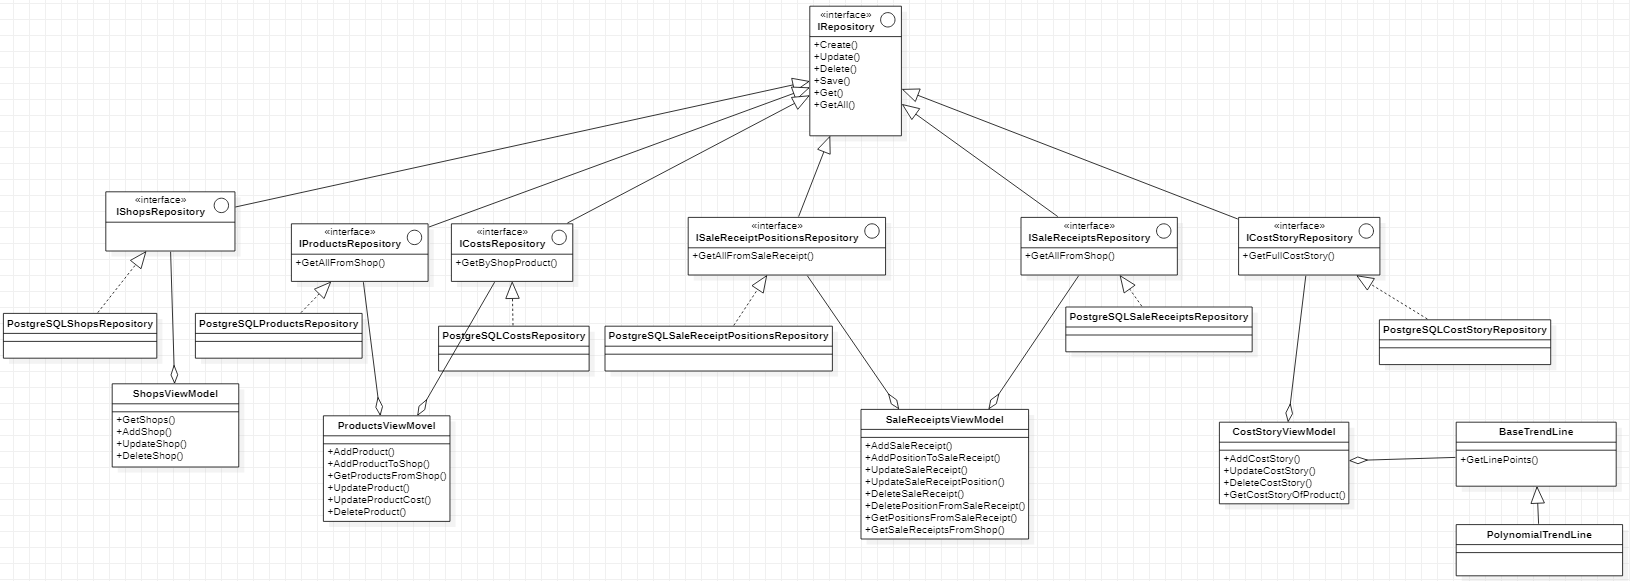 «interface»
IRepository
+Create()
+Update()
+Delete()
+Save()
+Get()
+GetAll()
«interface»
IShopsRepository
«interface»
IProductsRepository
+GetAllFromShop()
«interface»
ICostsRepository
+GetByShopProduct()
«interface»
ISaleReceiptPositionsRepository
+GetAllFromSaleReceipt()
«interface»
ISaleReceiptsRepository
+GetAllFromShop()
«interface»
ICostStoryRepository
+GetFullCostStory()
PostgreSQLShopsRepository
PostgreSQLProductsRepository
PostgreSQLCostsRepository
PostgreSQLSaleReceiptPositionsRepository
PostgreSQLSaleReceiptsRepository
PostgreSQLCostStoryRepository
ShopsViewModel
+GetShops()
+AddShop()
+UpdateShop()
+DeleteShop()
ProductsViewMovel
+AddProduct()
+AddProductToShop()
+GetProductsFromShop()
+UpdateProduct()
+UpdateProductCost()
+DeleteProduct()
SaleReceiptsViewModel
+AddSaleReceipt()
+AddPositionToSaleReceipt()
+UpdateSaleReceipt()
+UpdateSaleReceiptPosition()
+DeleteSaleReceipt()
+DeletePositionFromSaleReceipt()
+GetPositionsFromSaleReceipt()
+GetSaleReceiptsFromShop()
CostStoryViewModel
+AddCostStory()
+UpdateCostStory()
+DeleteCostStory()
+GetCostStoryOfProduct()
BaseTrendLine
+GetLinePoints()
PolynomialTrendLine